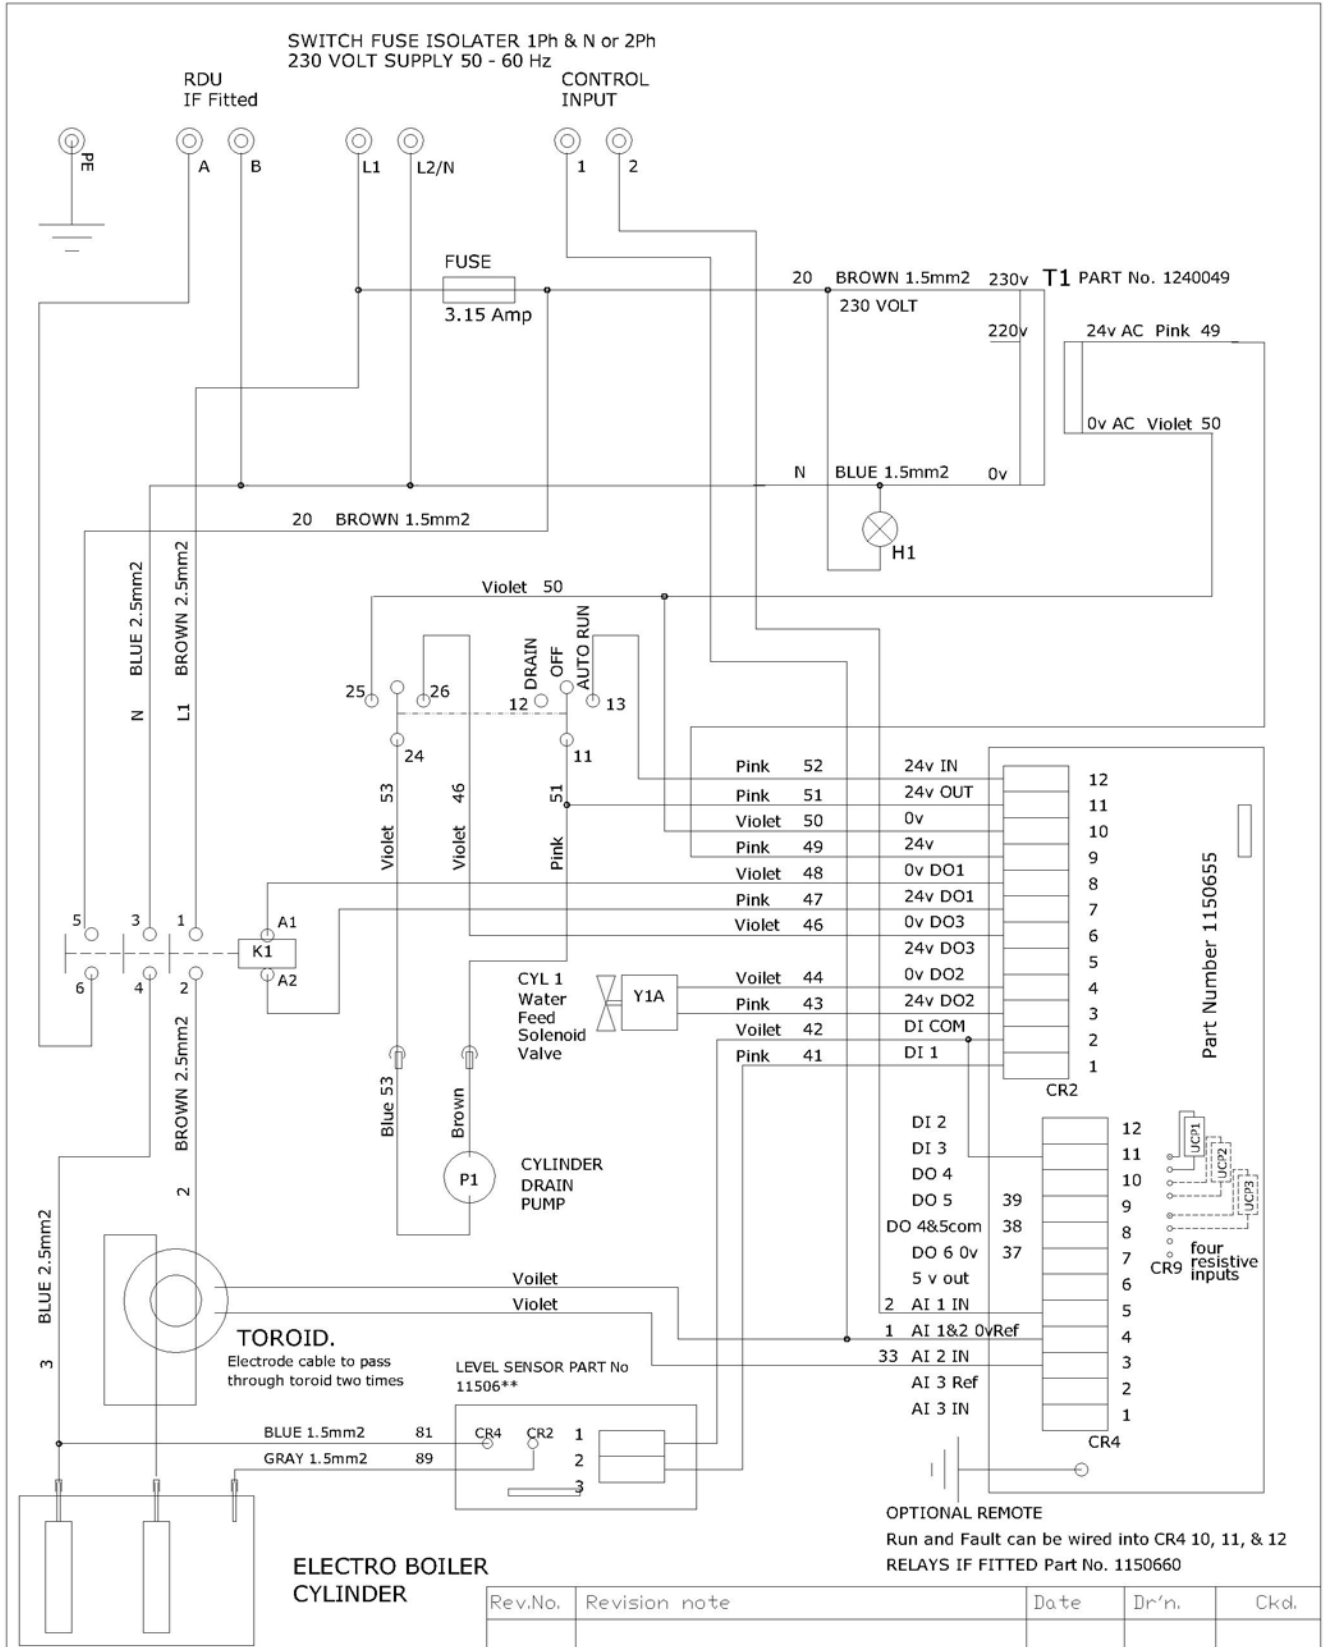 SWITCH FUSE ISOLATER 1Ph & N or 2Ph
230 VOLT SUPPLY 50 - 60 Hz
RDU
IF Fitted
CONTROL
INPUT
PE
A
B
L1
L2/N
1
2
FUSE
3.15 Amp
20 BROWN 1.5mm2 230v
T1 PART No. 1240049
230 VOLT
220v
24v AC Pink 49
0v AC Violet 50
N BLUE 1.5mm2 0v
20 BROWN 1.5mm2
H1
N BLUE 2.5mm2
L1 BROWN 2.5mm2
Violet 50
DRAIN
OFF
AUTO RUN
25
26
12
13
24
11
Violet 53
Violet 46
Pink 51
Pink 52 24v IN 12
Pink 51 24v OUT 11
Violet 50 0v 10
Pink 49 24v 9
Violet 48 0v DO1 8
Pink 47 24v DO1 7
Violet 46 0v DO3 6
24v DO3 5
Voilet 44 0v DO2 4
Pink 43 24v DO2 3
Voilet 42 DI COM 2
Pink 41 DI 1 1
CR2
Part Number 1150655
5
3
1
A1
K1
6
4
2
A2
CYL 1
Water
Feed
Solenoid
Valve
Y1A
Blue 53
Brown
P1
CYLINDER
DRAIN
PUMP
2 BROWN 2.5mm2
3 BLUE 2.5mm2
DI 2 12
DI 3 11
DO 4 10
DO 5 39 9
DO 4&5com 38 8
DO 6 0v 37 7
5 v out 6
2 AI 1 IN 5
1 AI 1&2 0vRef 4
33 AI 2 IN 3
AI 3 Ref 2
AI 3 IN 1
CR4
UCP1
UCP2
UCP3
CR9
four
resistive
inputs
Voilet
Violet
TOROID.
Electrode cable to pass
through toroid two times
LEVEL SENSOR PART No
11506**
BLUE 1.5mm2 81
GRAY 1.5mm2 89
CR4
CR2
1
2
3
OPTIONAL REMOTE
Run and Fault can be wired into CR4 10, 11, & 12
RELAYS IF FITTED Part No. 1150660
ELECTRO BOILER
CYLINDER
Rev.No. Revision note Date Dr'n. Ckd.